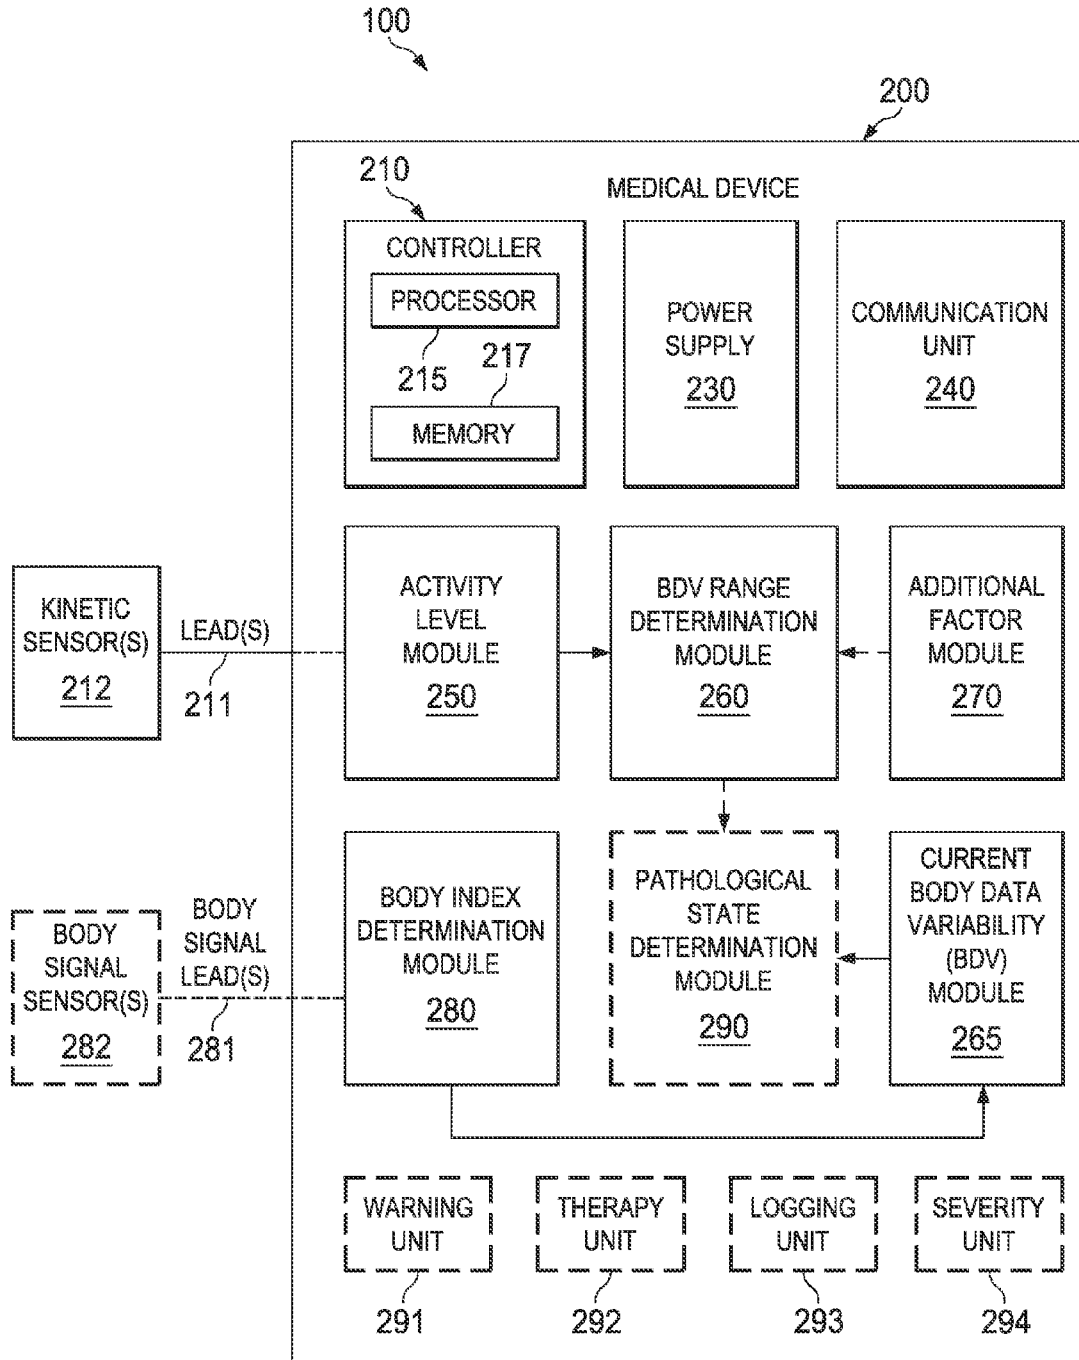 100
200
MEDICAL DEVICE
210
CONTROLLER
PROCESSOR
215
217
MEMORY
POWER
SUPPLY
230
COMMUNICATION
UNIT
240
KINETIC
SENSOR(S)
212
LEAD(S)
211
ACTIVITY
LEVEL
MODULE
250
BDV RANGE
DETERMINATION
MODULE
260
ADDITIONAL
FACTOR
MODULE
270
BODY
SIGNAL
SENSOR(S)
282
BODY
SIGNAL
LEAD(S)
281
BODY INDEX
DETERMINATION
MODULE
280
PATHOLOGICAL
STATE
DETERMINATION
MODULE
290
CURRENT
BODY DATA
VARIABILITY
(BDV)
MODULE
265
WARNING
UNIT
291
THERAPY
UNIT
292
LOGGING
UNIT
293
SEVERITY
UNIT
294